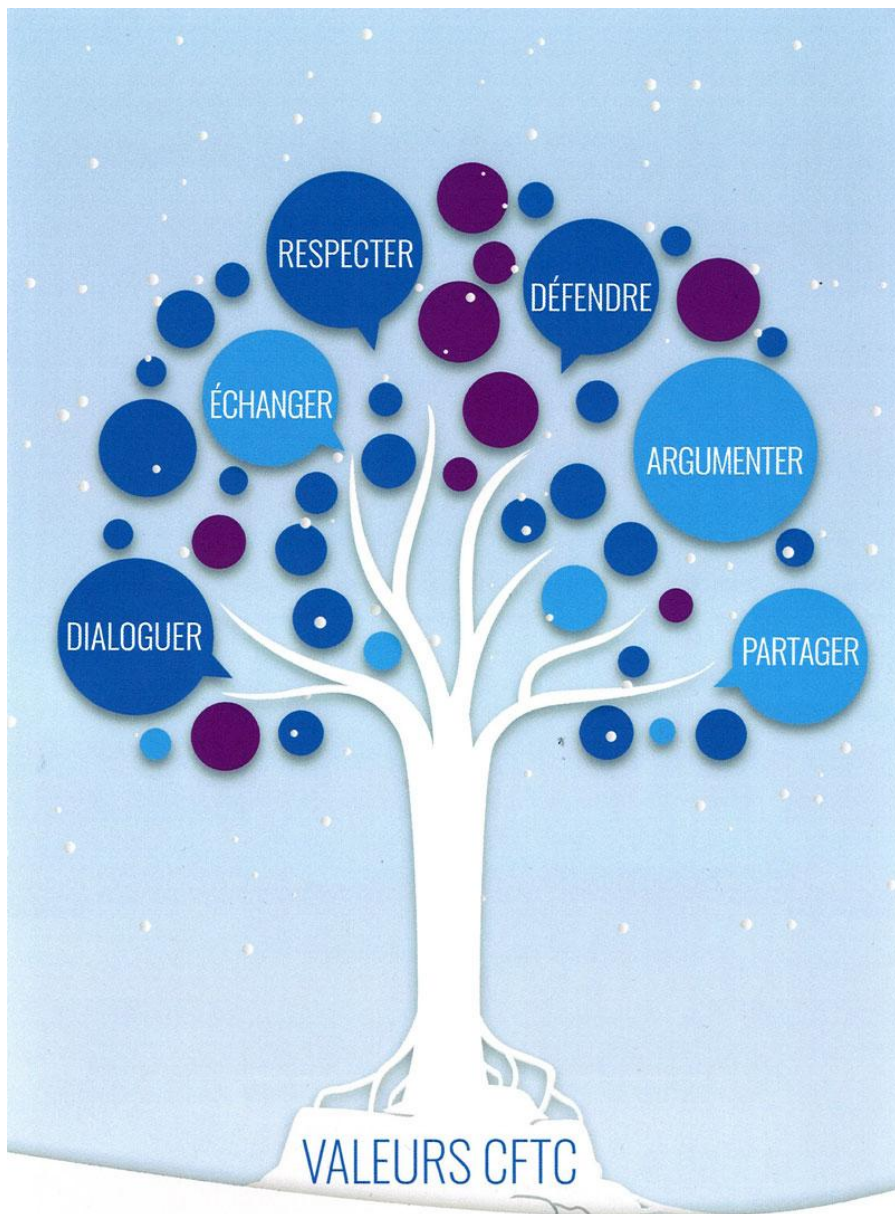 RESPECTER
DÉFENDRE
ÉCHANGER
ARGUMENTER
DIALOGUER
PARTAGER
VALEURS CFTC